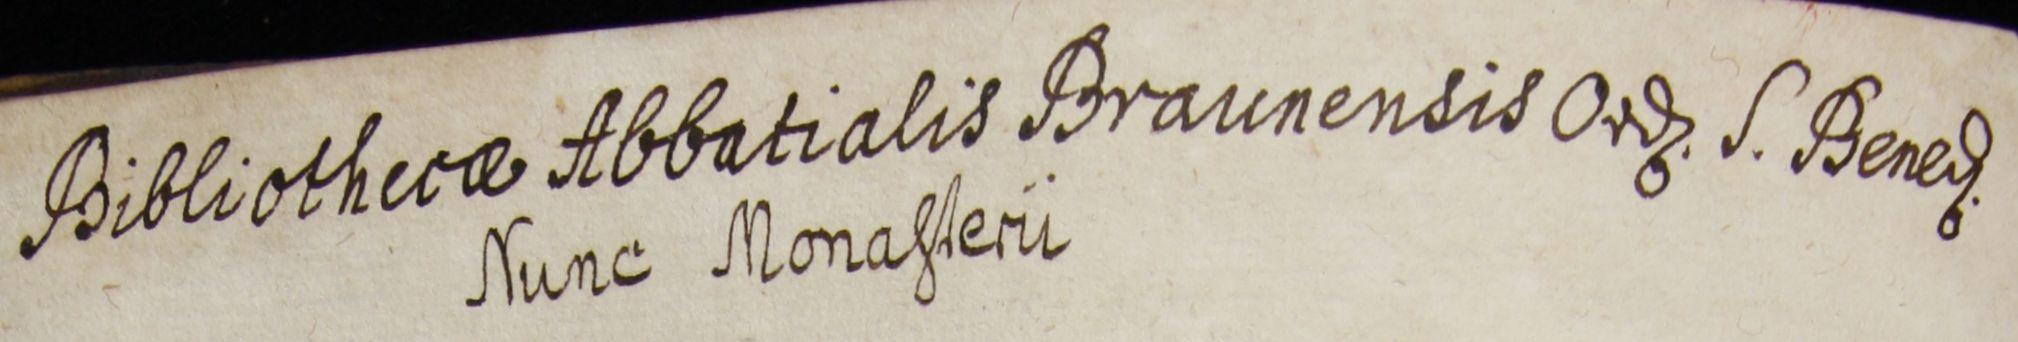 Bibliothecæ Abbatialis Braunensis Ord. S. Bened.
Nunc Monasterii